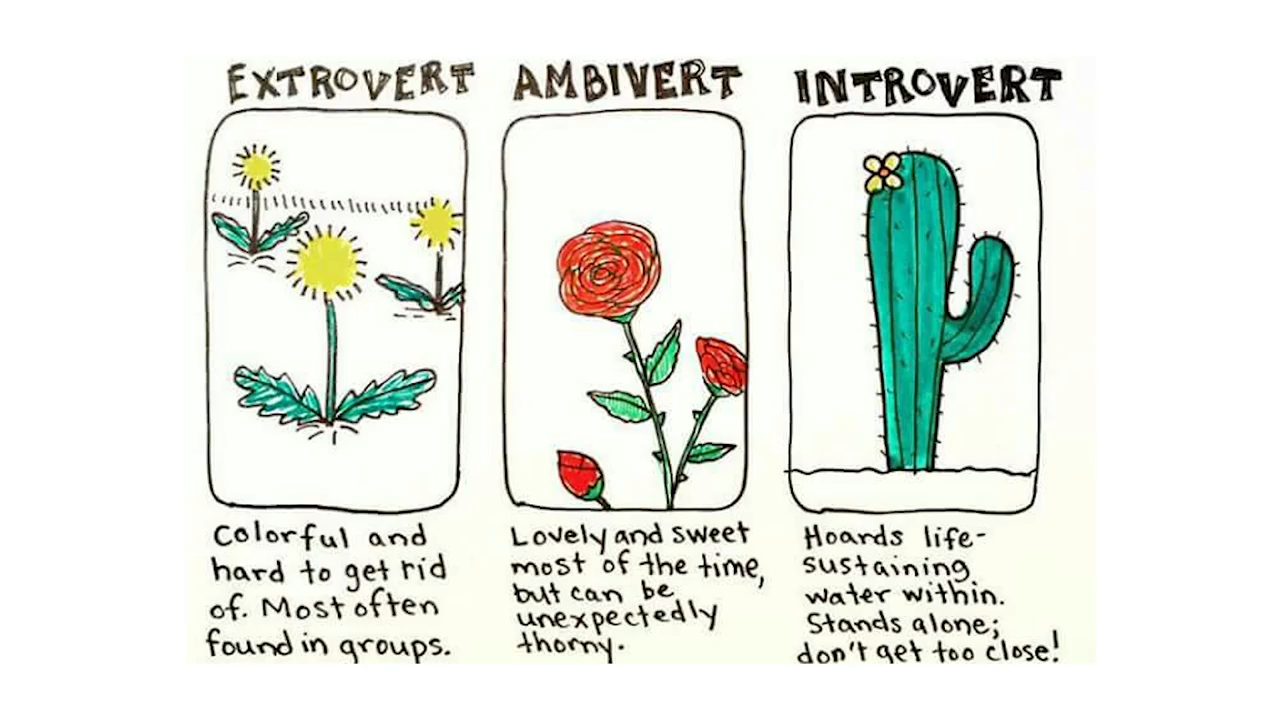 EXTROVERT
Colorful and
hard to get rid
of. Most often
found in groups.
AMBIVERT
Lovely and sweet
most of the time,
but can be
unexpectedly
thorny.
INTROVERT
Hoards life-
sustaining
water within.
Stands alone;
don't get too close!